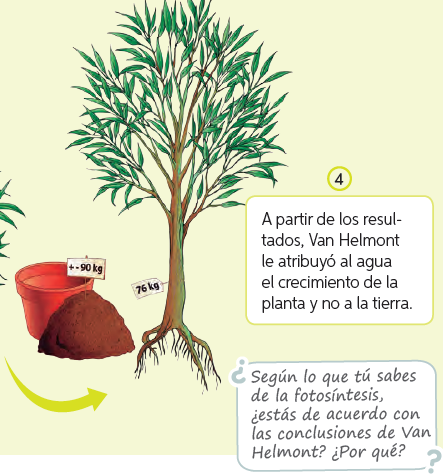 4
A partir de los resul-
tados, Van Helmont
le atribuyó al agua
el crecimiento de la
planta y no a la tierra.
+-90 kg
76 kg
¿
Según lo que tú sabes
de la fotosíntesis,
¿estás de acuerdo con
las conclusiones de Van
Helmont? ¿Por qué?
?